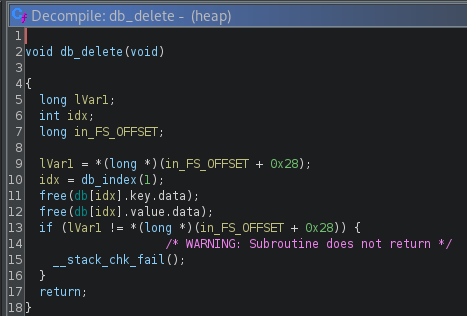 Decompile: db_delete - (heap)
1
2 void db_delete(void)
3
4 {
5 long lVar1;
6 int idx;
7 long in_FS_OFFSET;
8
9 lVar1 = *(long *)(in_FS_OFFSET + 0x28);
10 idx = db_index(1);
11 free(db[idx].key.data);
12 free(db[idx].value.data);
13 if (lVar1 != *(long *)(in_FS_OFFSET + 0x28)) {
14 /* WARNING: Subroutine does not return */
15 __stack_chk_fail();
16 }
17 return;
18 }